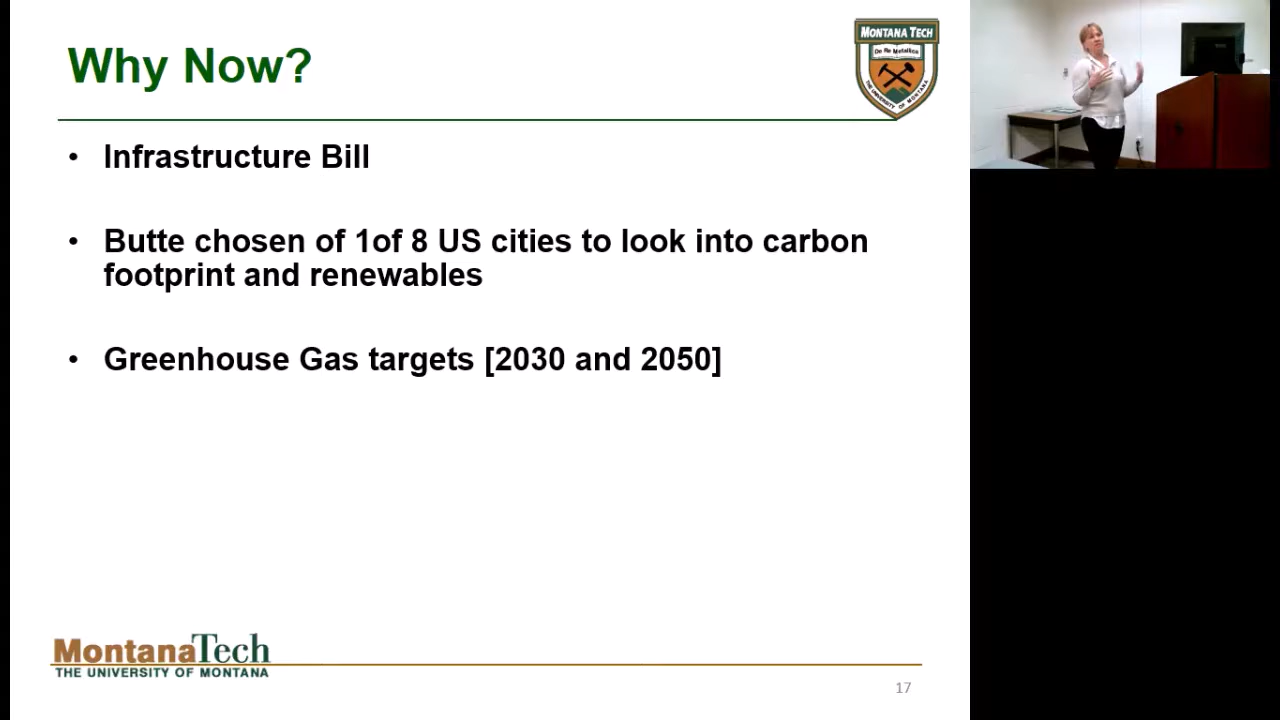 Why Now?
MONTANA TECH
De Re Metallica
THE UNIVERSITY OF MONTANA
• Infrastructure Bill
• Butte chosen of 1of 8 US cities to look into carbon
footprint and renewables
• Greenhouse Gas targets [2030 and 2050]
MontanaTech
THE UNIVERSITY OF MONTANA
17